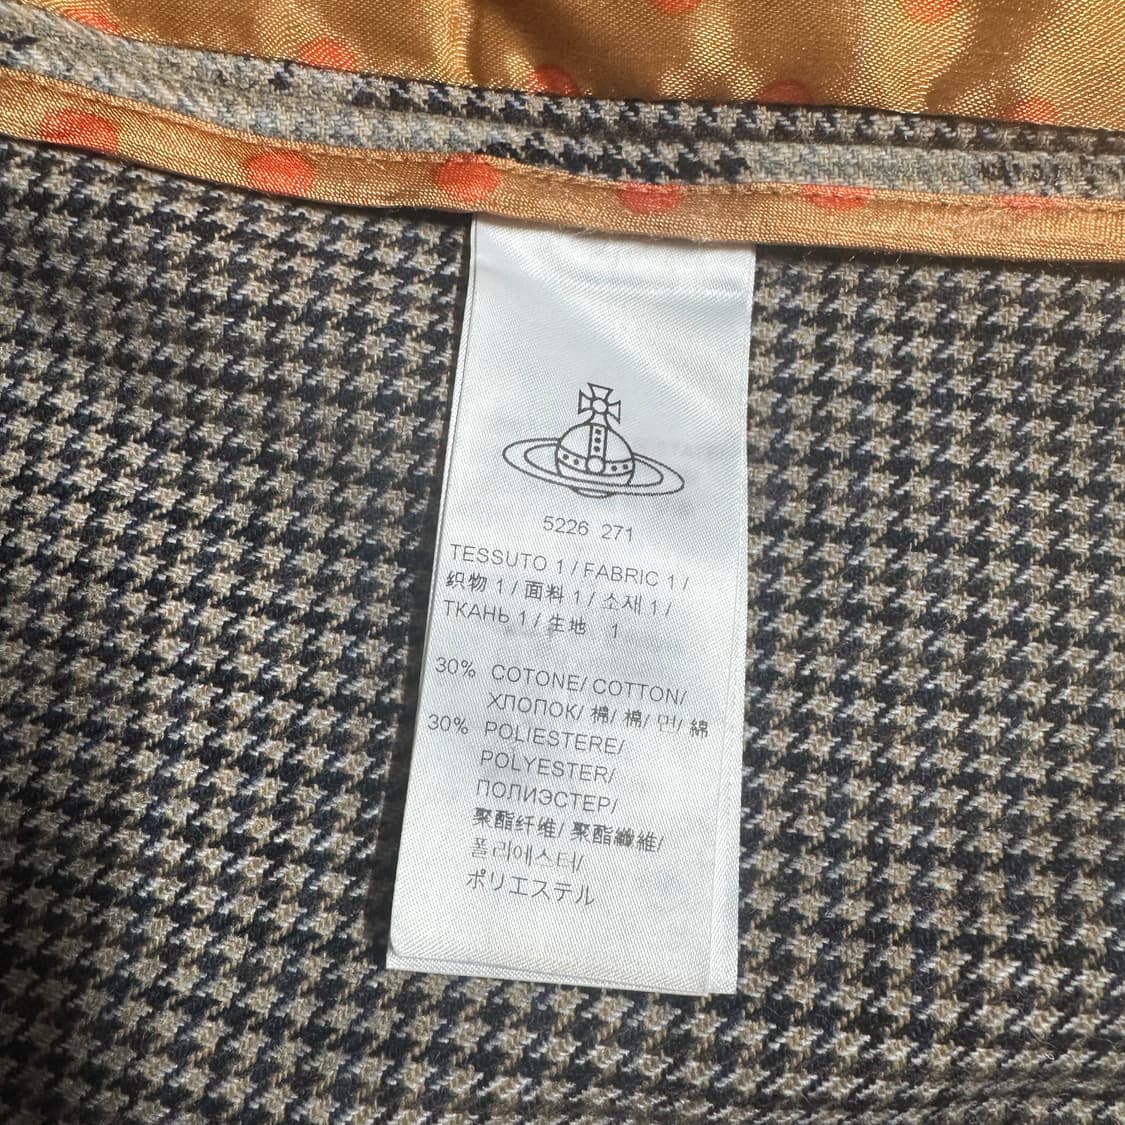 5226 271
TESSUTO 1 / FABRIC 1 /
织物 1 / 面料 1 / 소재 1 /
ТКАНЬ 1 / 生地 1
30% COTONE/ COTTON/
ХЛОПОК/ 棉/ 棉/ 면/ 綿
30% POLIESTERE/
POLYESTER/
ПОЛИЭСТЕР/
聚酯纤维/ 聚酯纖維/
폴리에스터/
ポリエステル